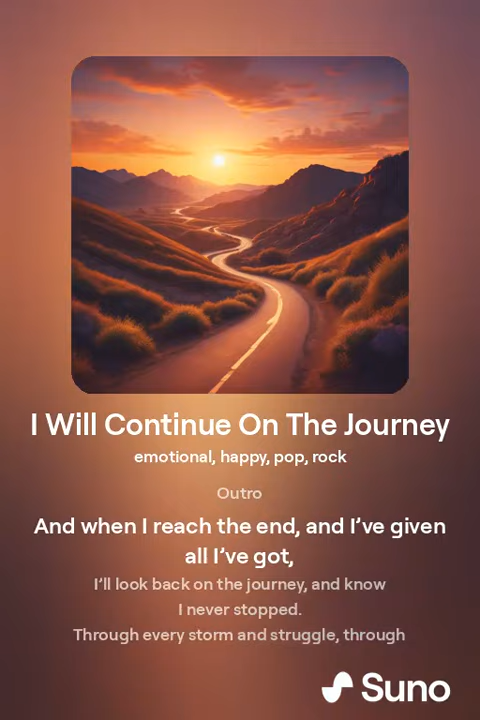 I Will Continue On The Journey
emotional, happy, pop, rock
Outro
And when I reach the end, and I’ve given
all I’ve got,
I’ll look back on the journey, and know
I never stopped.
Through every storm and struggle, through
Suno